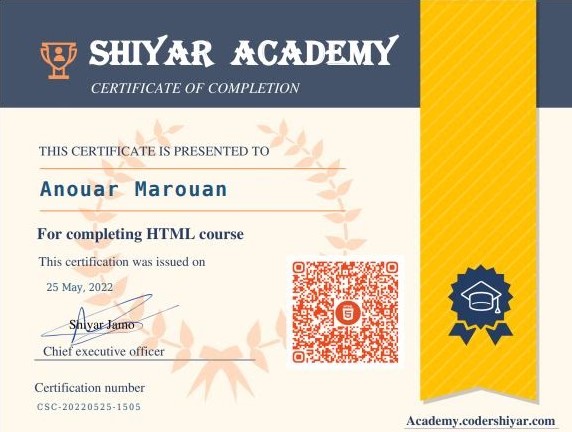 SHIYAR ACADEMY
CERTIFICATE OF COMPLETION
THIS CERTIFICATE IS PRESENTED TO
Anouar Marouan
For completing HTML course
This certification was issued on
25 May, 2022
Shiyar Jamo
Chief executive officer
Certification number
CSC-20220525-1505
Academy.codershiyar.com